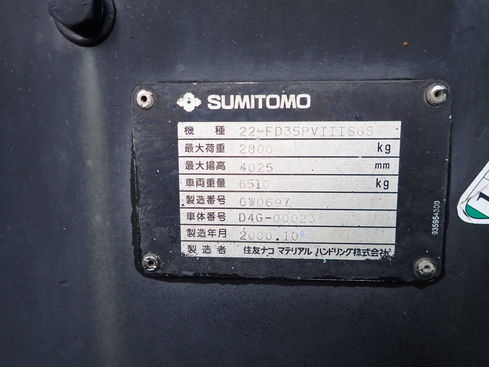 SUMITOMO
機種 22-FD35PVIIIS6S
最大荷重 2800 kg
最大揚高 4025 mm
車両重量 6510 kg
製造番号 GW0697
車体番号 D4G-00023
製造年月 2000.10
製造者 住友ナコ マテリアル ハンドリング株式会社